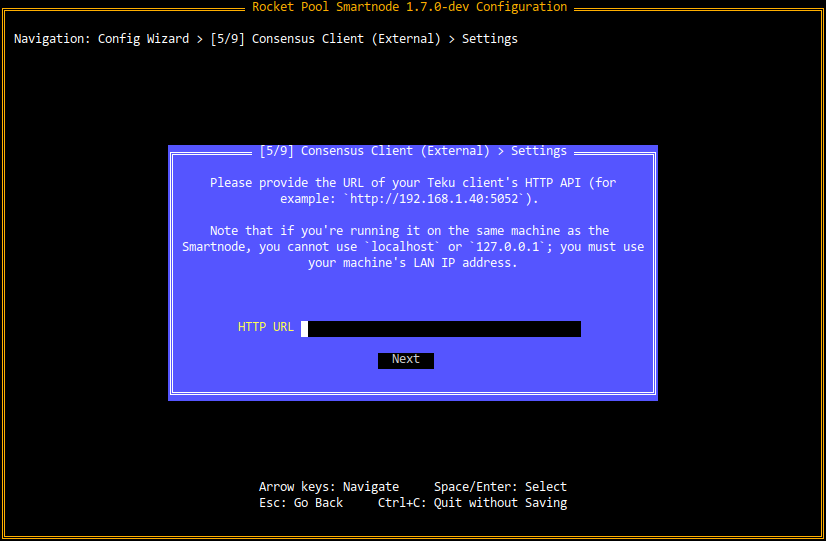 Rocket Pool Smartnode 1.7.0-dev Configuration
Navigation: Config Wizard > [5/9] Consensus Client (External) > Settings
[5/9] Consensus Client (External) > Settings
Please provide the URL of your Teku client's HTTP API (for
example: `http://192.168.1.40:5052`).
Note that if you're running it on the same machine as the
Smartnode, you cannot use `localhost` or `127.0.0.1`; you must use
your machine's LAN IP address.
HTTP URL
Next
Arrow keys: Navigate     Space/Enter: Select
Esc: Go Back     Ctrl+C: Quit without Saving